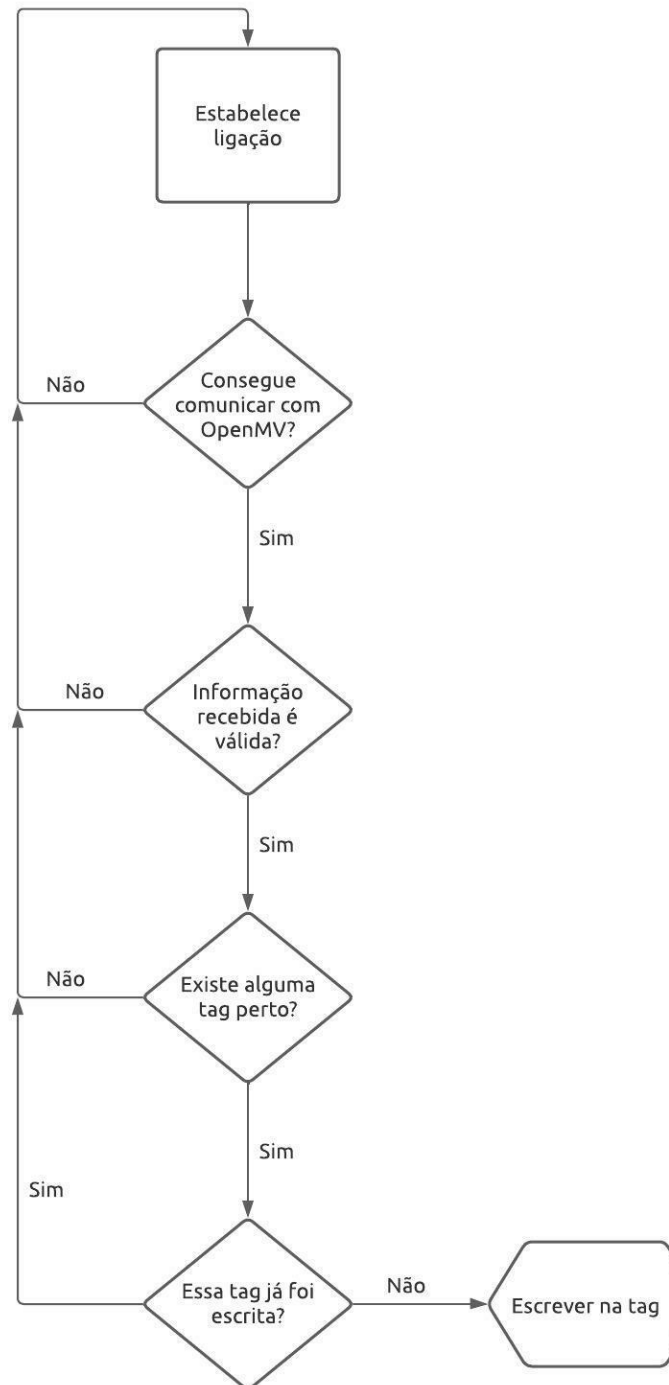 Estabelece
ligação
Não
Consegue
comunicar com
OpenMV?
Sim
Não
Informação
recebida é
válida?
Sim
Não
Existe alguma
tag perto?
Sim
Sim
Essa tag já foi
escrita?
Não
Escrever na tag